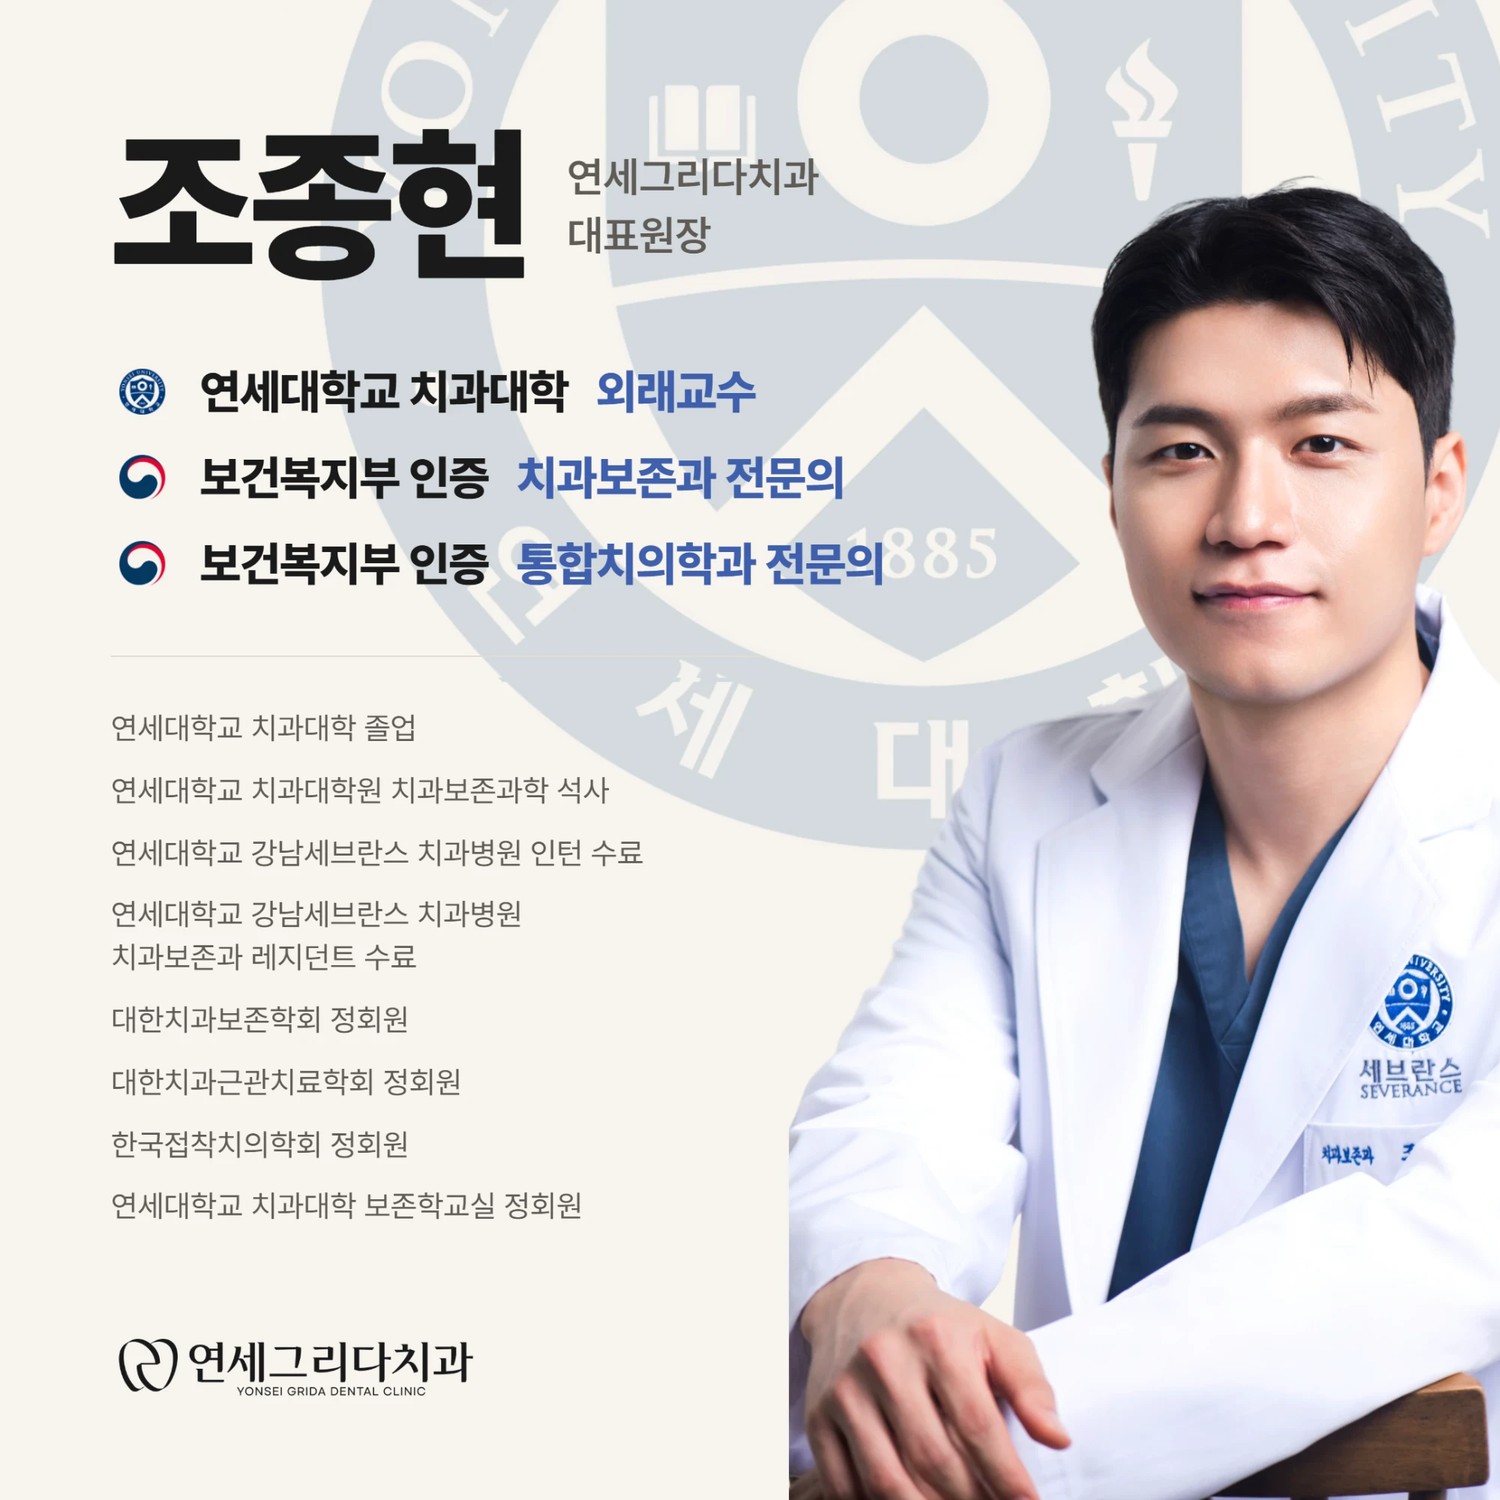 조종현
연세그리다치과
대표원장
연세대학교 치과대학 외래교수
보건복지부 인증 치과보존과 전문의
보건복지부 인증 통합치의학과 전문의
1885
세 대
연세대학교 치과대학 졸업
연세대학교 치과대학원 치과보존과학 석사
연세대학교 강남세브란스 치과병원 인턴 수료
연세대학교 강남세브란스 치과병원
치과보존과 레지던트 수료
대한치과보존학회 정회원
대한치과근관치료학회 정회원
한국접착치의학회 정회원
연세대학교 치과대학 보존학교실 정회원
연세대학교
1885
세브란스
SEVERANCE
치과보존과
연세그리다치과
YONSEI GRIDA DENTAL CLINIC